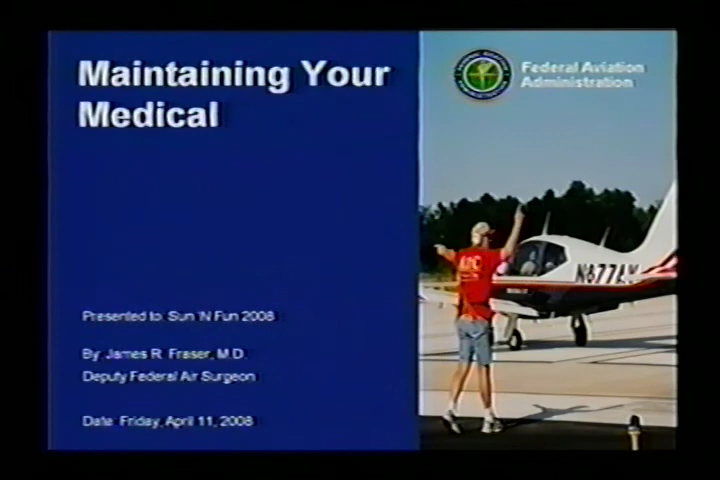 Maintaining Your
Medical
Federal Aviation
Administration
Presented to: Sun 'N Fun 2008
By: James R. Fraser, M.D.
Deputy Federal Air Surgeon
Date: Friday, April 11, 2008